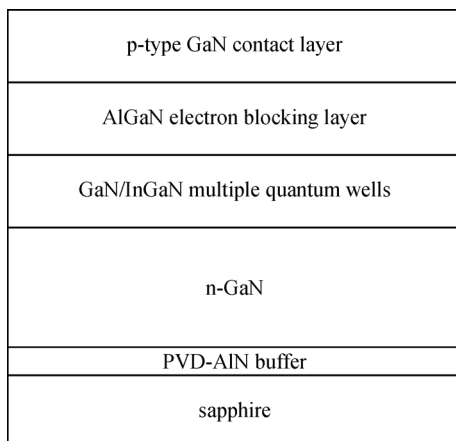 p-type GaN contact layer
AlGaN electron blocking layer
GaN/InGaN multiple quantum wells
n-GaN
PVD-AlN buffer
sapphire